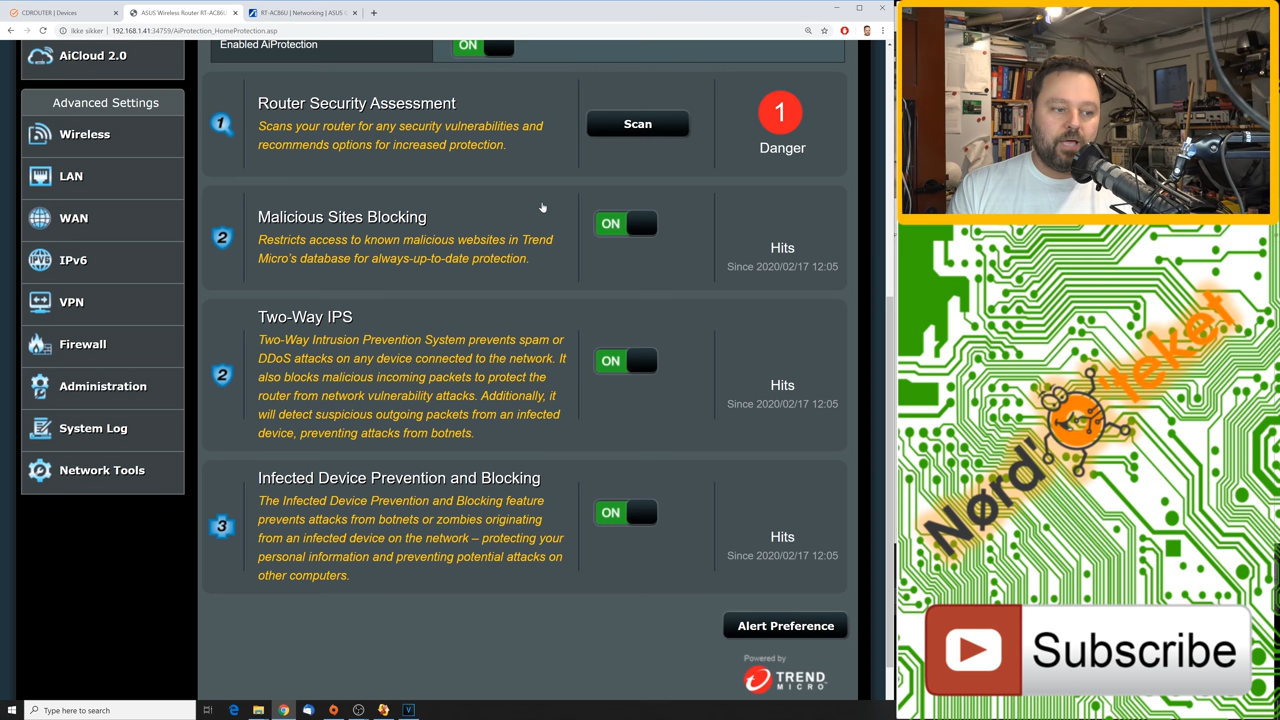 CDROUTER | Devices
ASUS Wireless Router RT-AC86U
RT-AC86U | Networking | ASUS
Ikke sikker | 192.168.1.41:34759/AiProtection_HomeProtection.asp
AiCloud 2.0
Advanced Settings
Wireless
LAN
WAN
IPv6
VPN
Firewall
Administration
System Log
Network Tools
Enabled AiProtection
ON
1
Router Security Assessment
Scans your router for any security vulnerabilities and
recommends options for increased protection.
Scan
1
Danger
2
Malicious Sites Blocking
Restricts access to known malicious websites in Trend
Micro's database for always-up-to-date protection.
ON
Hits
Since 2020/02/17 12:05
2
Two-Way IPS
Two-Way Intrusion Prevention System prevents spam or
DDoS attacks on any device connected to the network. It
also blocks malicious incoming packets to protect the
router from network vulnerability attacks. Additionally, it
will detect suspicious outgoing packets from an infected
device, preventing attacks from botnets.
ON
Hits
Since 2020/02/17 12:05
3
Infected Device Prevention and Blocking
The Infected Device Prevention and Blocking feature
prevents attacks from botnets or zombies originating
from an infected device on the network – protecting your
personal information and preventing potential attacks on
other computers.
ON
Hits
Since 2020/02/17 12:05
Alert Preference
Powered by
TREND
MICRO
Type here to search
Nørd'teket
Subscribe